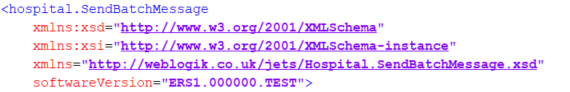 <hospital.SendBatchMessage
xmlns:xsd="http://www.w3.org/2001/XMLSchema"
xmlns:xsi="http://www.w3.org/2001/XMLSchema-instance"
xmlns="http://weblogik.co.uk/jets/Hospital.SendBatchMessage.xsd"
softwareVersion="ERS1.000000.TEST">